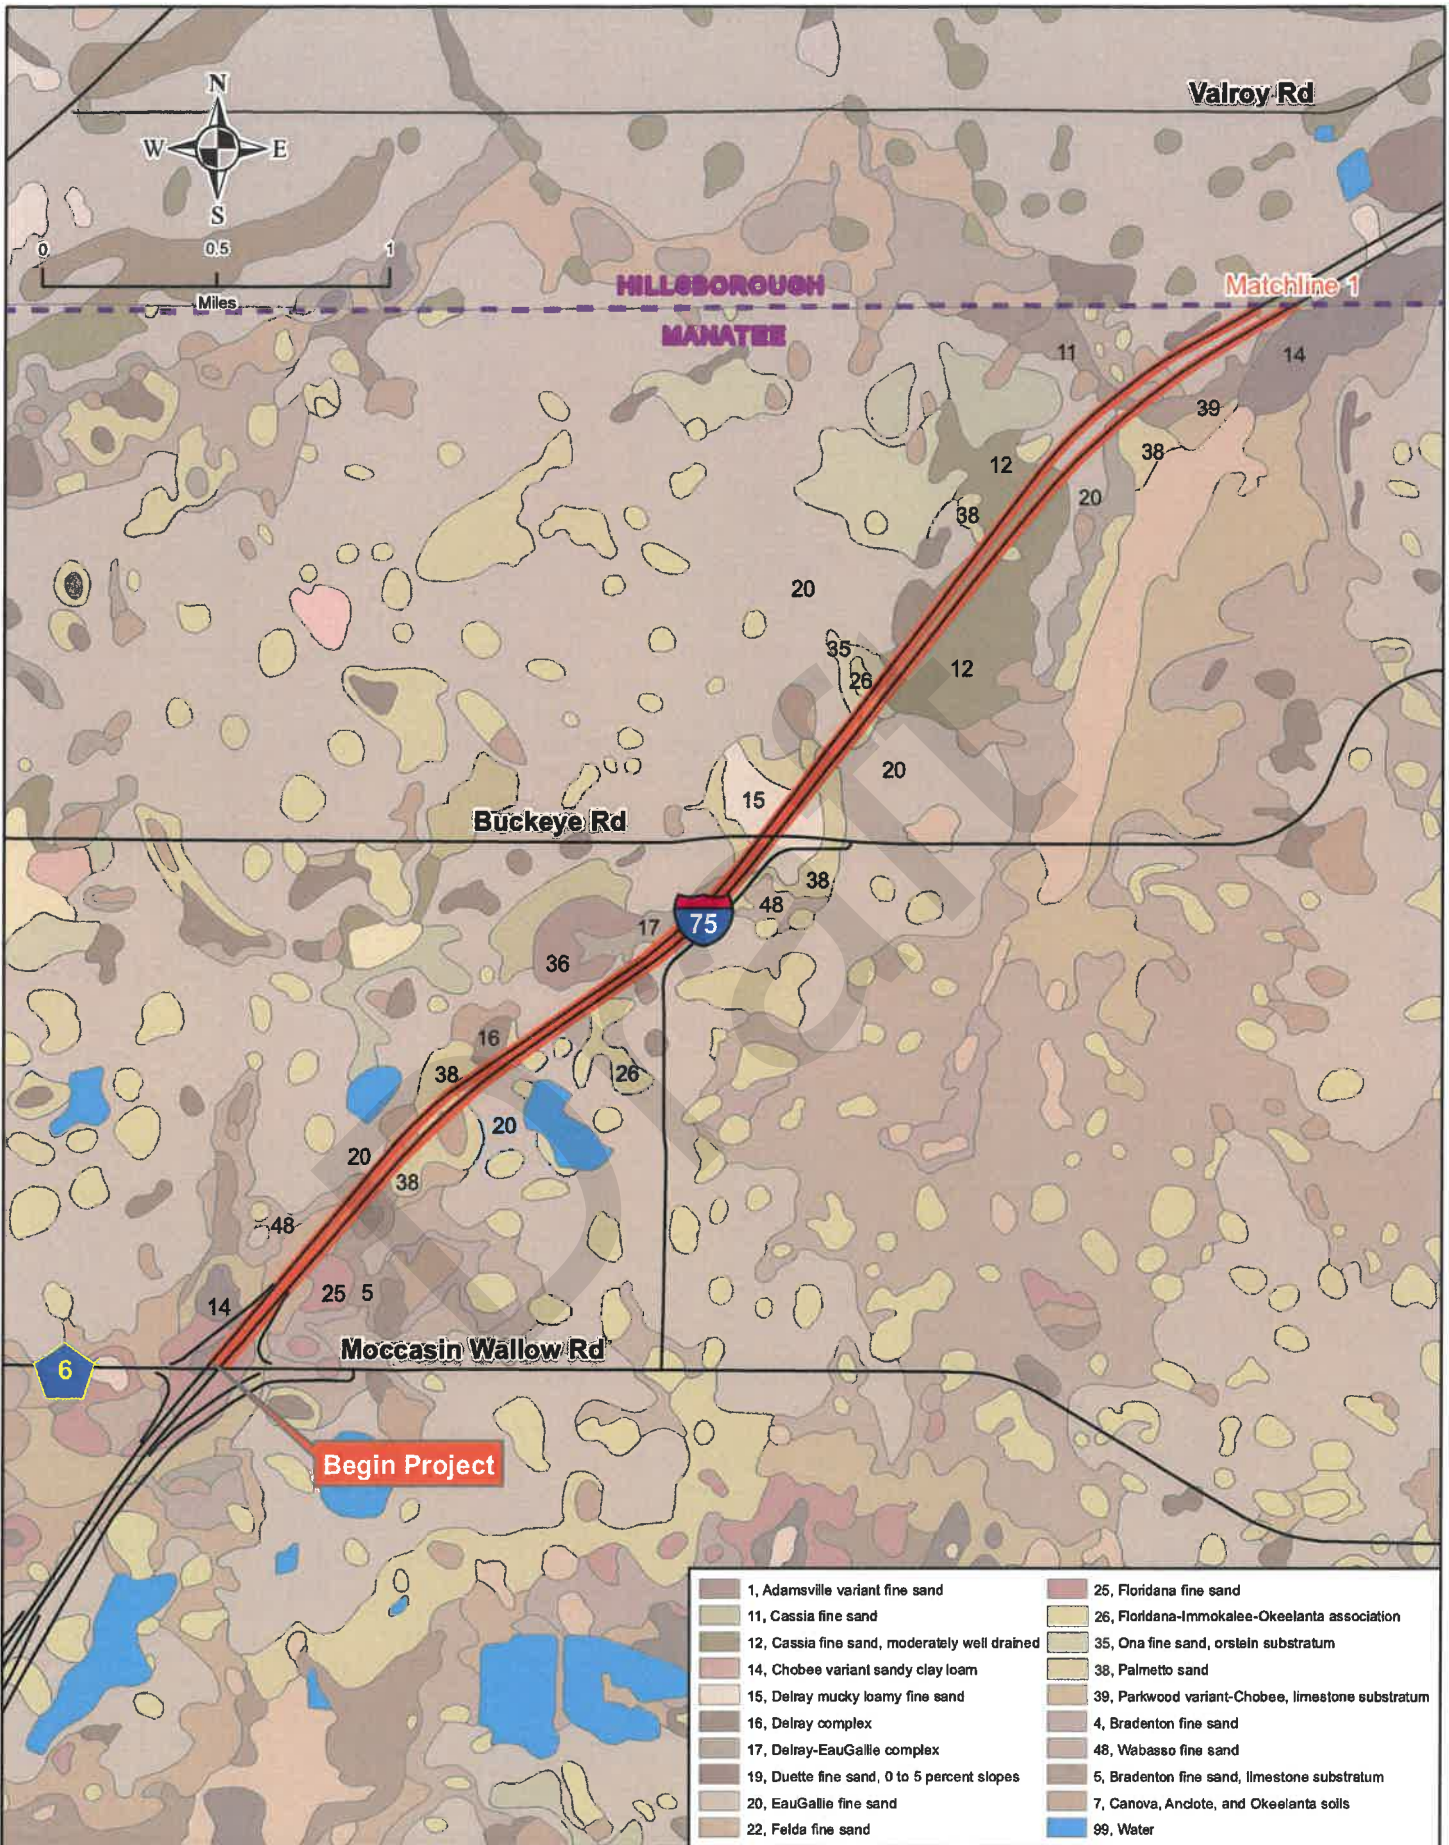 Valroy Rd
N
W E
S
0 0.5 1
Miles
HILLSBOROUGH
MANATEE
Matchline 1
11
14
39
38
12
20
38
20
35
26
12
20
15
Buckeye Rd
38
48
17
75
36
16
38
26
20
20
38
48
25 5
14
Moccasin Wallow Rd
6
Begin Project
Draft
1, Adamsville variant fine sand
11, Cassia fine sand
12, Cassia fine sand, moderately well drained
14, Chobee variant sandy clay loam
15, Delray mucky loamy fine sand
16, Delray complex
17, Delray-EauGallie complex
19, Duette fine sand, 0 to 5 percent slopes
20, EauGallie fine sand
22, Felda fine sand
25, Floridana fine sand
26, Floridana-Immokalee-Okeelanta association
35, Ona fine sand, orstein substratum
38, Palmetto sand
39, Parkwood variant-Chobee, limestone substratum
4, Bradenton fine sand
48, Wabasso fine sand
5, Bradenton fine sand, limestone substratum
7, Canova, Anclote, and Okeelanta soils
99, Water